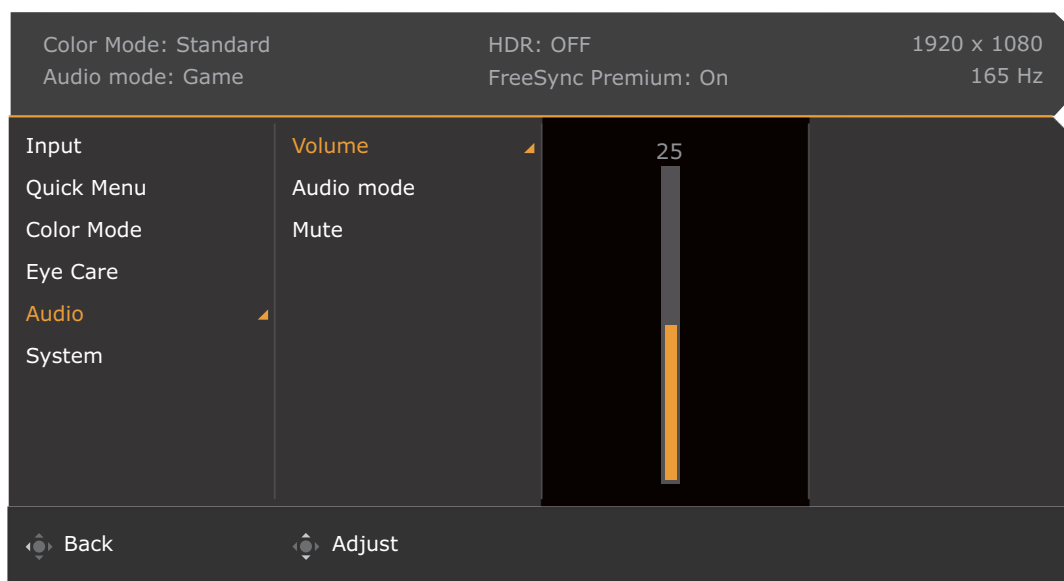 Color Mode: Standard
HDR: OFF
1920 x 1080
Audio mode: Game
FreeSync Premium: On
165 Hz
Input
Quick Menu
Color Mode
Eye Care
Audio
System
Volume
Audio mode
Mute
25
Back
Adjust